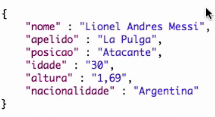 {
"nome" : "Lionel Andres Messi",
"apelido" : "La Pulga",
"posicao" : "Atacante",
"idade" : "30",
"altura" : "1,69",
"nacionalidade" : "Argentina"
}